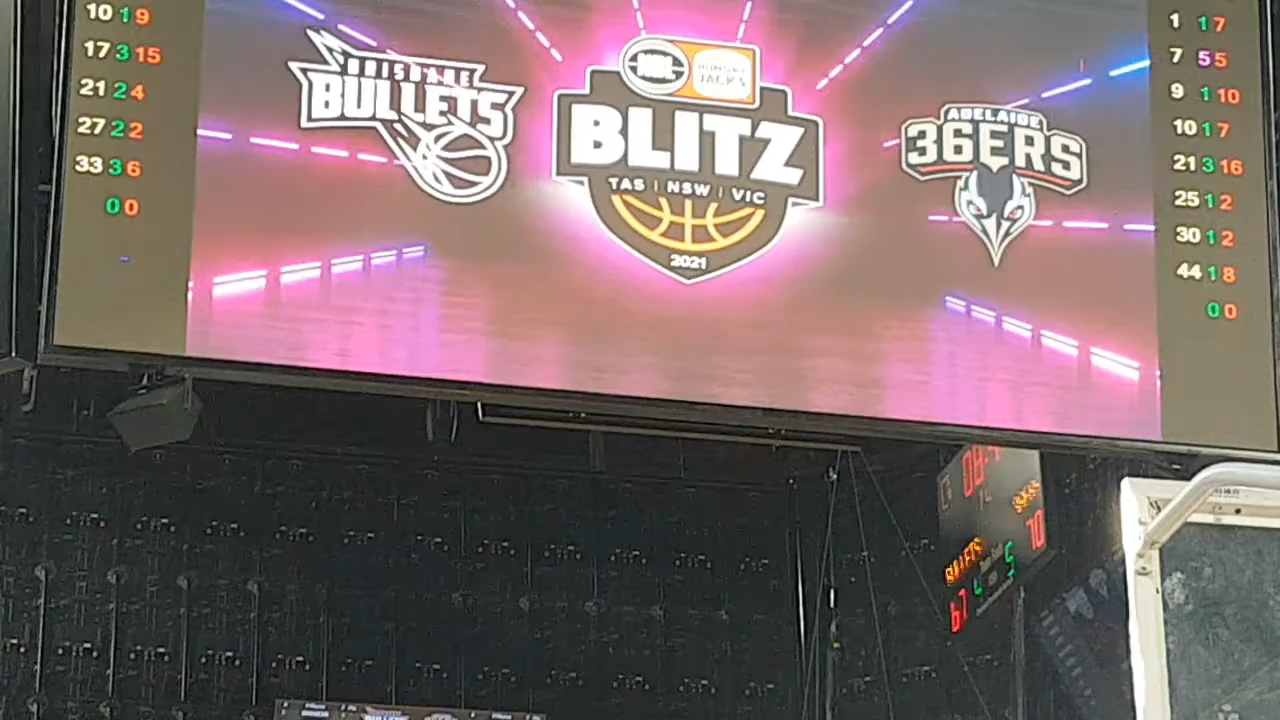 10 1 9
17 3 15
21 2 4
27 2 2
33 3 6
0 0
BRISBANE
BULLETS
NBL
HUNGRY
JACK'S
BLITZ
TAS | NSW | VIC
2021
ADELAIDE
36ERS
1 1 7
7 5 5
9 1 10
10 1 7
21 3 16
25 1 2
30 1 2
44 1 8
0 0
70
BULLETS
5
67